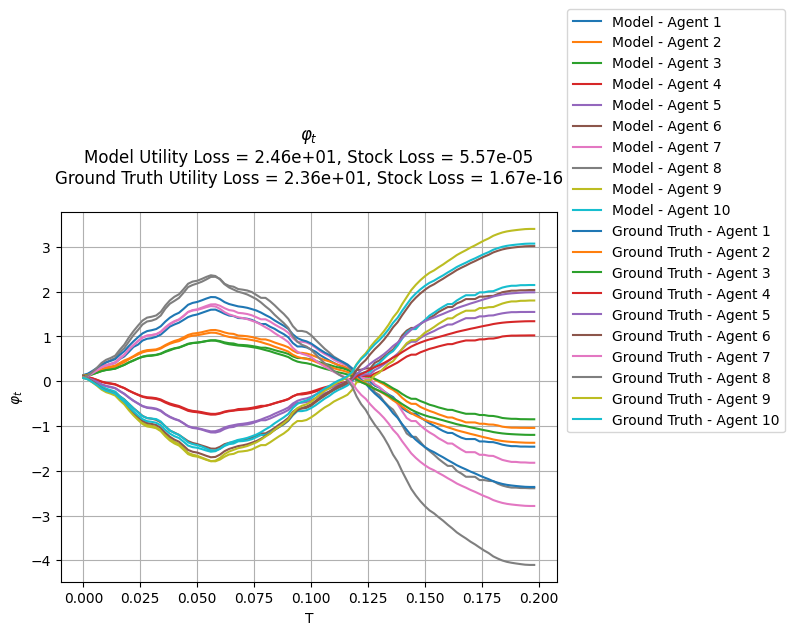 φₜ
Model Utility Loss = 2.46e+01, Stock Loss = 5.57e-05
Ground Truth Utility Loss = 2.36e+01, Stock Loss = 1.67e-16
Model - Agent 1
Model - Agent 2
Model - Agent 3
Model - Agent 4
Model - Agent 5
Model - Agent 6
Model - Agent 7
Model - Agent 8
Model - Agent 9
Model - Agent 10
Ground Truth - Agent 1
Ground Truth - Agent 2
Ground Truth - Agent 3
Ground Truth - Agent 4
Ground Truth - Agent 5
Ground Truth - Agent 6
Ground Truth - Agent 7
Ground Truth - Agent 8
Ground Truth - Agent 9
Ground Truth - Agent 10
φₜ
3
2
1
0
−1
−2
−3
−4
0.000 0.025 0.050 0.075 0.100 0.125 0.150 0.175 0.200
T